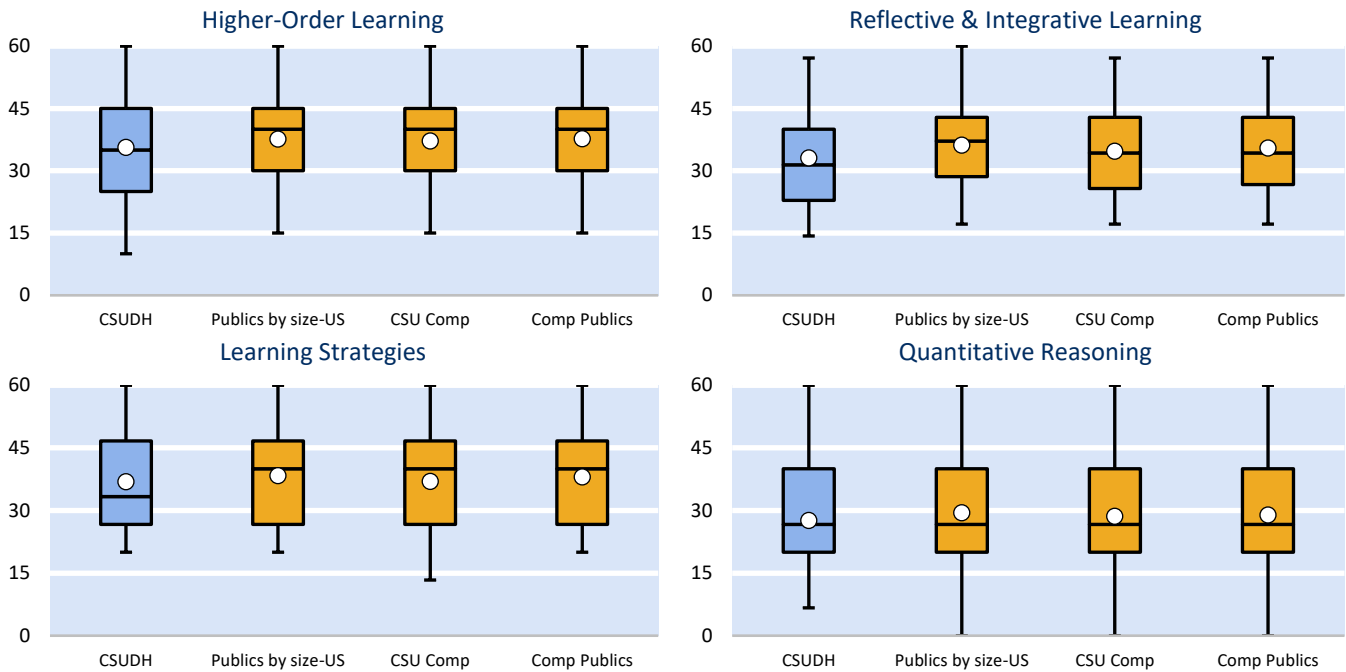 Higher-Order Learning
60
45
30
15
0
CSUDH Publics by size-US CSU Comp Comp Publics
Reflective & Integrative Learning
60
45
30
15
0
CSUDH Publics by size-US CSU Comp Comp Publics
Learning Strategies
60
45
30
15
0
CSUDH Publics by size-US CSU Comp Comp Publics
Quantitative Reasoning
60
45
30
15
0
CSUDH Publics by size-US CSU Comp Comp Publics